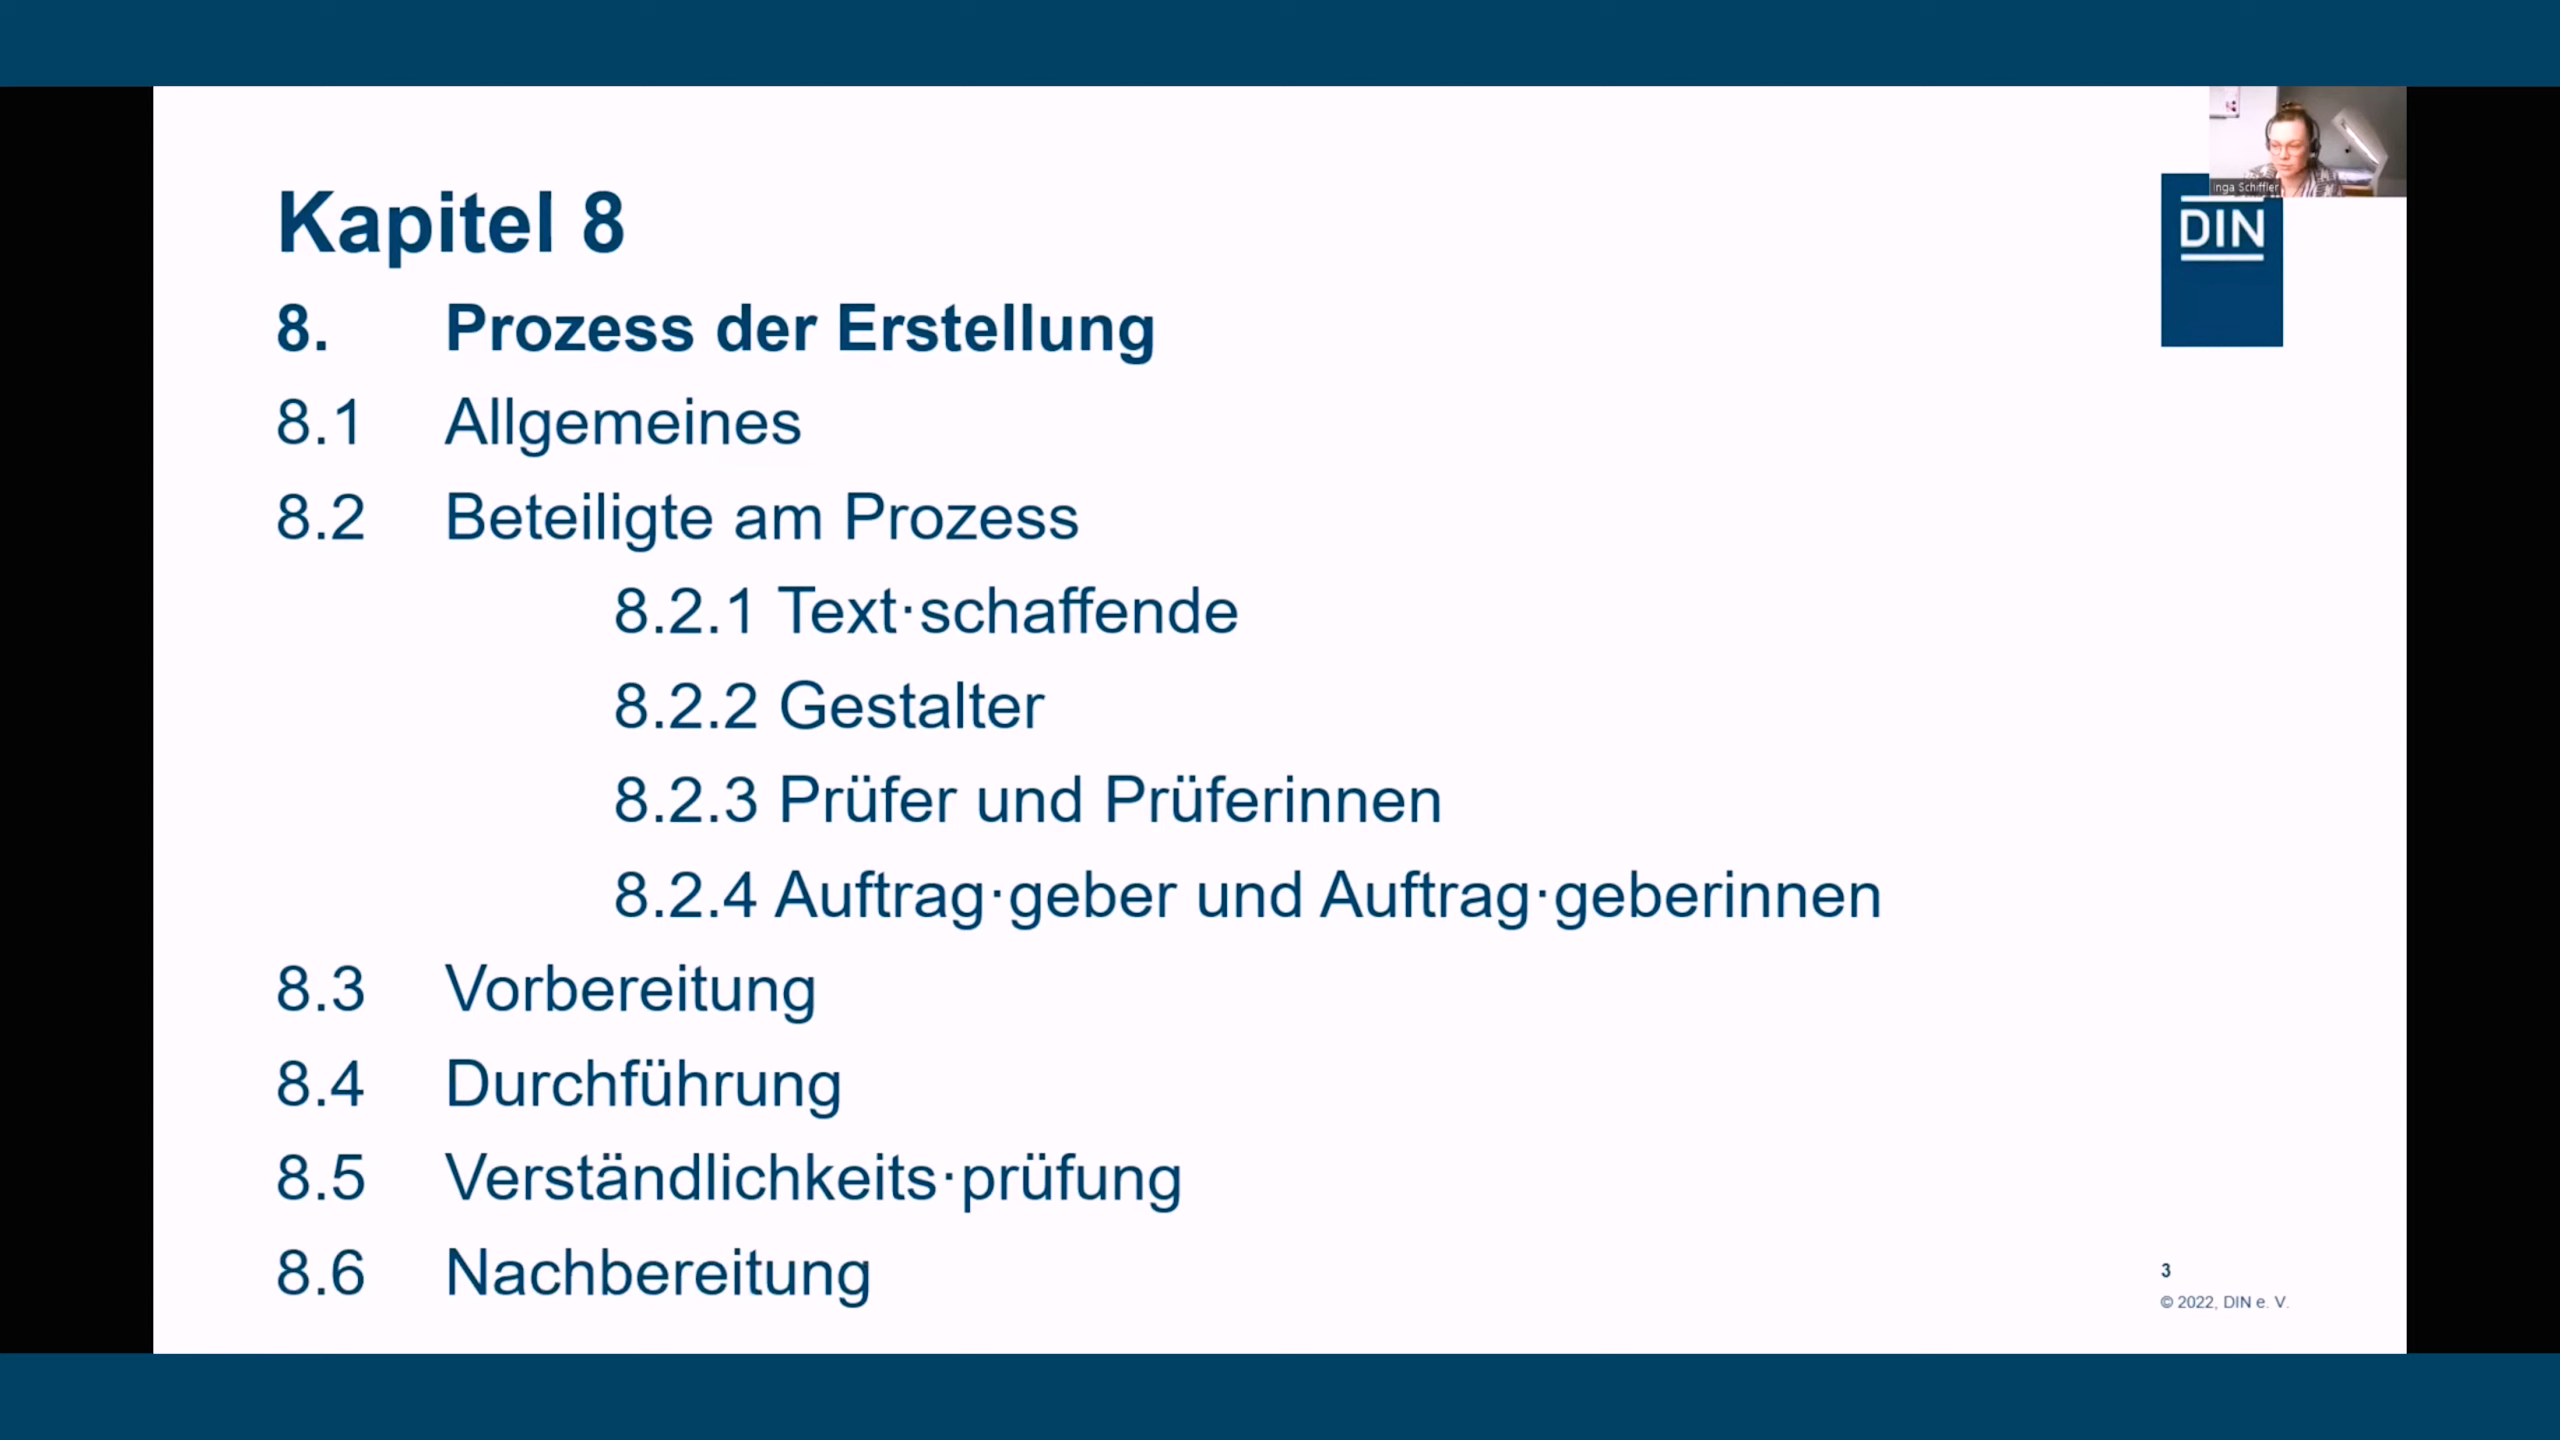 Inga Schiffler
DIN
Kapitel 8
8. Prozess der Erstellung
8.1 Allgemeines
8.2 Beteiligte am Prozess
8.2.1 Text·schaffende
8.2.2 Gestalter
8.2.3 Prüfer und Prüferinnen
8.2.4 Auftrag·geber und Auftrag·geberinnen
8.3 Vorbereitung
8.4 Durchführung
8.5 Verständlichkeits·prüfung
8.6 Nachbereitung
3
© 2022, DIN e. V.